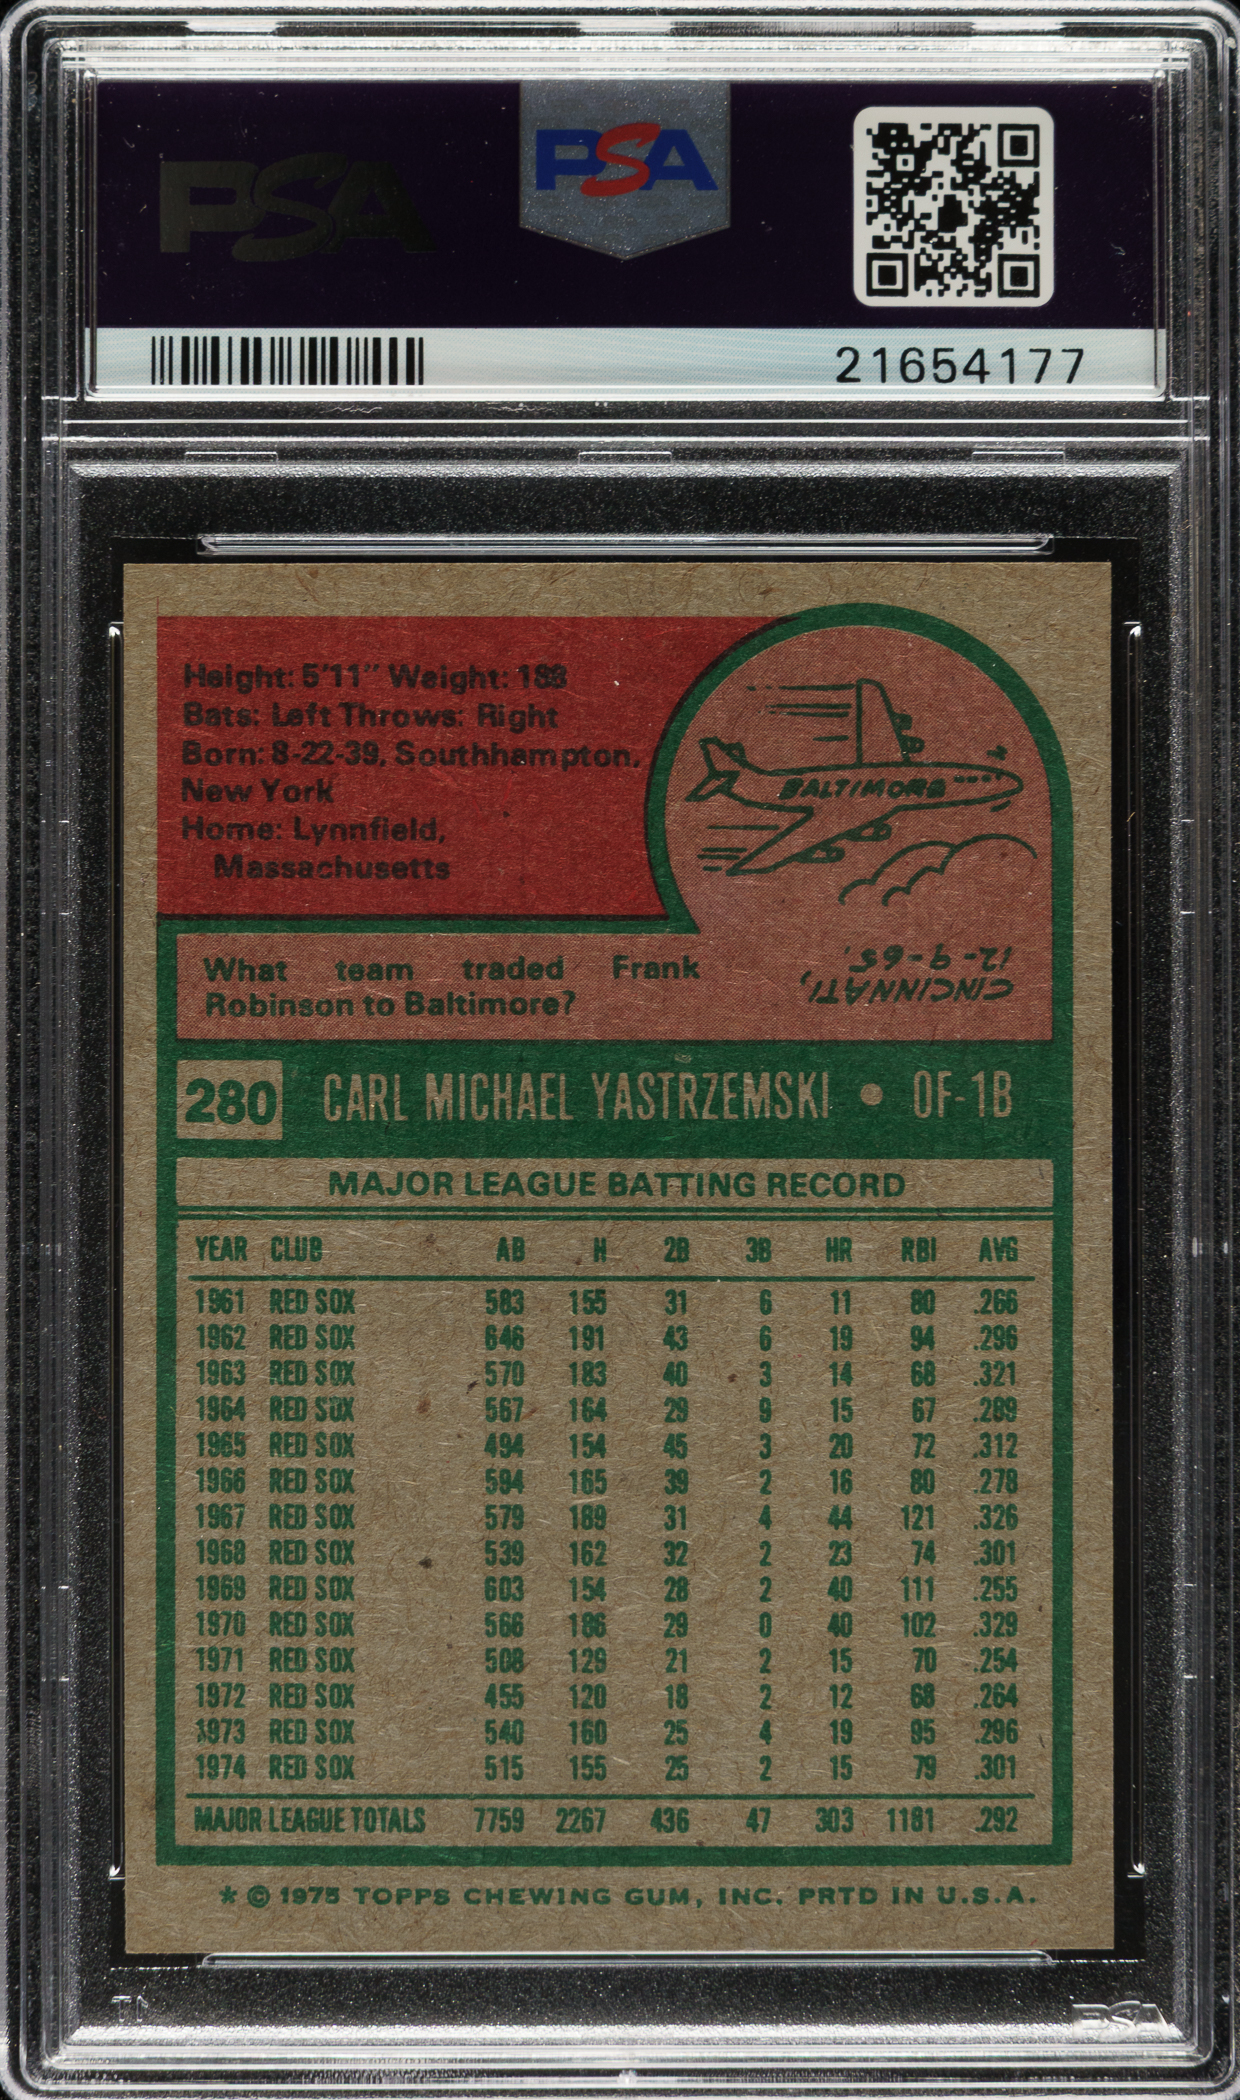 PSA
PSA
21654177
Height: 5'11" Weight: 188
Bats: Left Throws: Right
Born: 8-22-39, Southhampton,
New York
Home: Lynnfield,
Massachusetts
BALTIMORE
What team traded Frank
Robinson to Baltimore?
CINCINNATI,
12-9-65.
280 CARL MICHAEL YASTRZEMSKI • OF-1B
MAJOR LEAGUE BATTING RECORD
YEAR CLUB AB H 2B 3B HR RBI AVG
1961 RED SOX 583 155 31 6 11 80 .266
1962 RED SOX 646 191 43 6 19 94 .296
1963 RED SOX 570 183 40 3 14 68 .321
1964 RED SOX 567 164 29 9 15 67 .289
1965 RED SOX 494 154 45 3 20 72 .312
1966 RED SOX 594 165 39 2 16 80 .278
1967 RED SOX 579 189 31 4 44 121 .326
1968 RED SOX 539 162 32 2 23 74 .301
1969 RED SOX 603 154 28 2 40 111 .255
1970 RED SOX 566 186 29 0 40 102 .329
1971 RED SOX 508 129 21 2 15 70 .254
1972 RED SOX 455 120 18 2 12 68 .264
1973 RED SOX 540 160 25 4 19 95 .296
1974 RED SOX 515 155 25 2 15 79 .301
MAJOR LEAGUE TOTALS 7759 2267 436 47 303 1181 .292
* © 1975 TOPPS CHEWING GUM, INC. PRTD IN U.S.A.
PSA